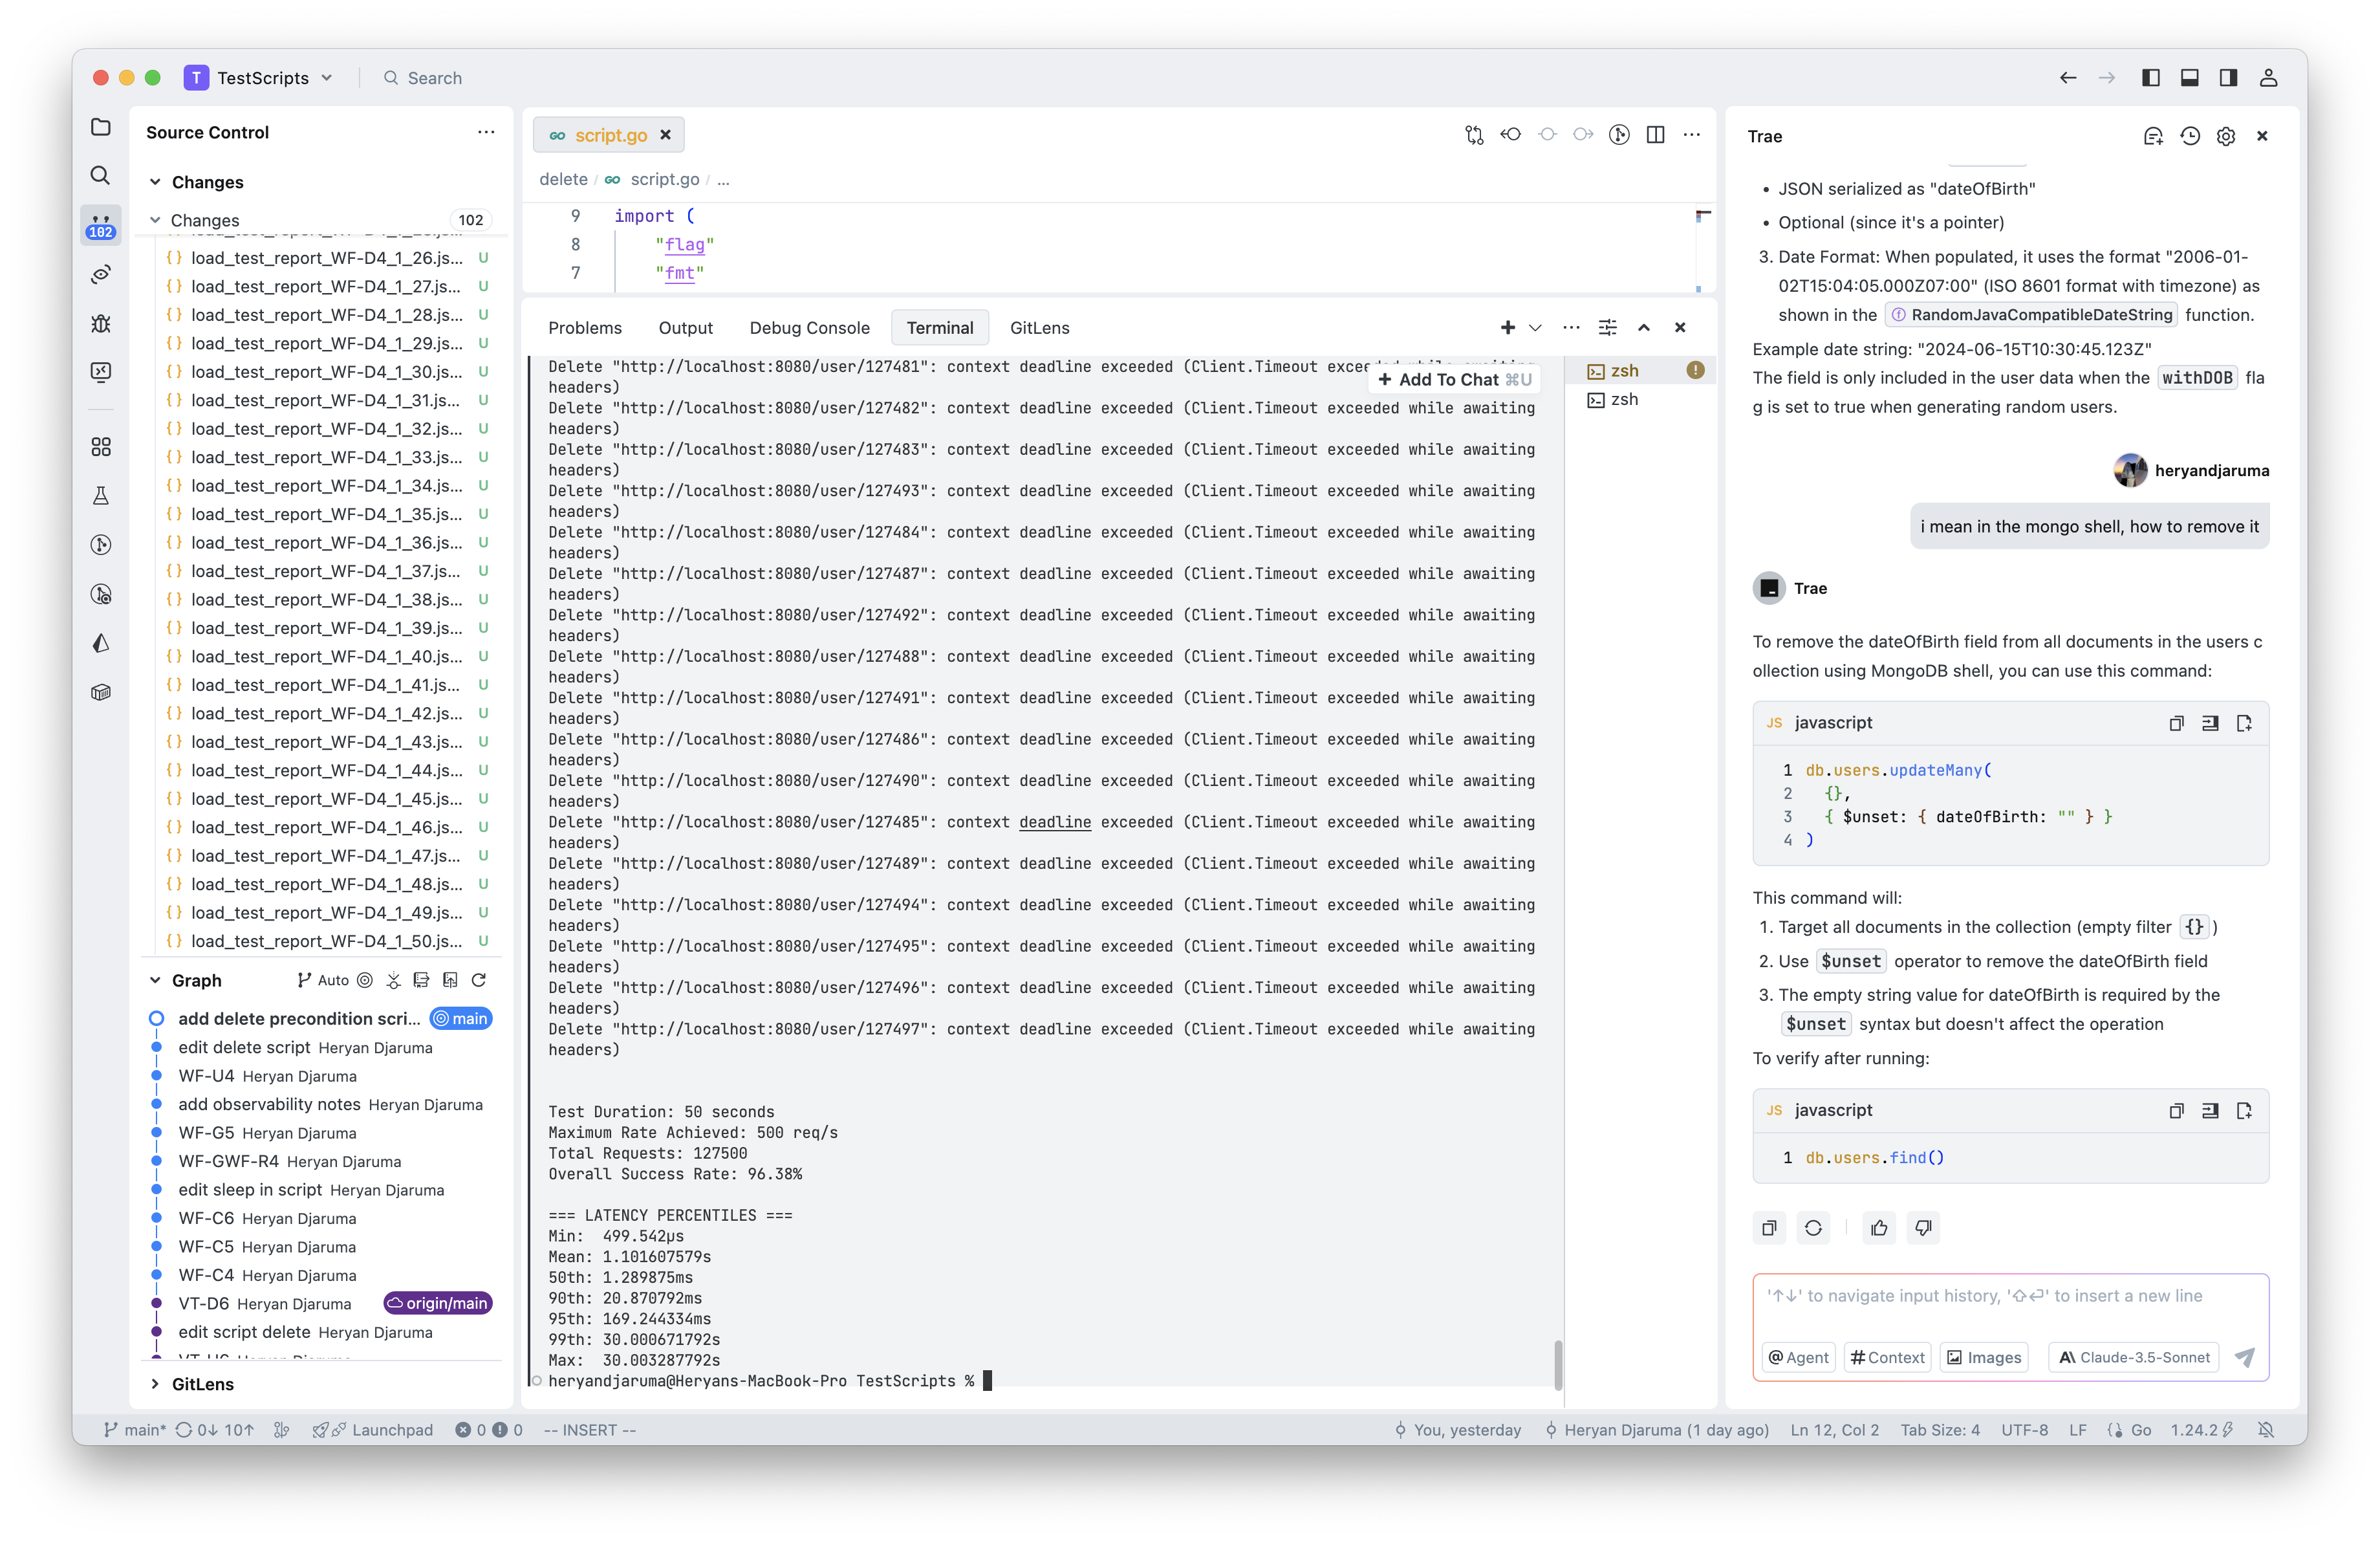 T TestScripts
Search
Source Control
Changes
Changes 102
102
load_test_report_WF-D4_1_26.js... U
load_test_report_WF-D4_1_27.js... U
load_test_report_WF-D4_1_28.js... U
load_test_report_WF-D4_1_29.js... U
load_test_report_WF-D4_1_30.js... U
load_test_report_WF-D4_1_31.js... U
load_test_report_WF-D4_1_32.js... U
load_test_report_WF-D4_1_33.js... U
load_test_report_WF-D4_1_34.js... U
load_test_report_WF-D4_1_35.js... U
load_test_report_WF-D4_1_36.js... U
load_test_report_WF-D4_1_37.js... U
load_test_report_WF-D4_1_38.js... U
load_test_report_WF-D4_1_39.js... U
load_test_report_WF-D4_1_40.js... U
load_test_report_WF-D4_1_41.js... U
load_test_report_WF-D4_1_42.js... U
load_test_report_WF-D4_1_43.js... U
load_test_report_WF-D4_1_44.js... U
load_test_report_WF-D4_1_45.js... U
load_test_report_WF-D4_1_46.js... U
load_test_report_WF-D4_1_47.js... U
load_test_report_WF-D4_1_48.js... U
load_test_report_WF-D4_1_49.js... U
load_test_report_WF-D4_1_50.js... U
Graph Auto
add delete precondition scri... main
edit delete script Heryan Djaruma
WF-U4 Heryan Djaruma
add observability notes Heryan Djaruma
WF-G5 Heryan Djaruma
WF-GWF-R4 Heryan Djaruma
edit sleep in script Heryan Djaruma
WF-C6 Heryan Djaruma
WF-C5 Heryan Djaruma
WF-C4 Heryan Djaruma
VT-D6 Heryan Djaruma origin/main
edit script delete Heryan Djaruma
GitLens
script.go
delete / script.go / ...
9 import (
8 "flag"
7 "fmt"
Problems Output Debug Console Terminal GitLens
+ Add To Chat ⌘U
zsh
zsh
Delete "http://localhost:8080/user/127481": context deadline exceeded (Client.Timeout exceeded while awaiting
headers)
Delete "http://localhost:8080/user/127482": context deadline exceeded (Client.Timeout exceeded while awaiting
headers)
Delete "http://localhost:8080/user/127483": context deadline exceeded (Client.Timeout exceeded while awaiting
headers)
Delete "http://localhost:8080/user/127493": context deadline exceeded (Client.Timeout exceeded while awaiting
headers)
Delete "http://localhost:8080/user/127484": context deadline exceeded (Client.Timeout exceeded while awaiting
headers)
Delete "http://localhost:8080/user/127487": context deadline exceeded (Client.Timeout exceeded while awaiting
headers)
Delete "http://localhost:8080/user/127492": context deadline exceeded (Client.Timeout exceeded while awaiting
headers)
Delete "http://localhost:8080/user/127488": context deadline exceeded (Client.Timeout exceeded while awaiting
headers)
Delete "http://localhost:8080/user/127491": context deadline exceeded (Client.Timeout exceeded while awaiting
headers)
Delete "http://localhost:8080/user/127486": context deadline exceeded (Client.Timeout exceeded while awaiting
headers)
Delete "http://localhost:8080/user/127490": context deadline exceeded (Client.Timeout exceeded while awaiting
headers)
Delete "http://localhost:8080/user/127485": context deadline exceeded (Client.Timeout exceeded while awaiting
headers)
Delete "http://localhost:8080/user/127489": context deadline exceeded (Client.Timeout exceeded while awaiting
headers)
Delete "http://localhost:8080/user/127494": context deadline exceeded (Client.Timeout exceeded while awaiting
headers)
Delete "http://localhost:8080/user/127495": context deadline exceeded (Client.Timeout exceeded while awaiting
headers)
Delete "http://localhost:8080/user/127496": context deadline exceeded (Client.Timeout exceeded while awaiting
headers)
Delete "http://localhost:8080/user/127497": context deadline exceeded (Client.Timeout exceeded while awaiting
headers)
Test Duration: 50 seconds
Maximum Rate Achieved: 500 req/s
Total Requests: 127500
Overall Success Rate: 96.38%
=== LATENCY PERCENTILES ===
Min: 499.542µs
Mean: 1.101607579s
50th: 1.289875ms
90th: 20.870792ms
95th: 169.244334ms
99th: 30.000671792s
Max: 30.003287792s
heryandjaruma@Heryans-MacBook-Pro TestScripts %
Trae
• JSON serialized as "dateOfBirth"
• Optional (since it's a pointer)
3. Date Format: When populated, it uses the format "2006-01-
02T15:04:05.000Z07:00" (ISO 8601 format with timezone) as
shown in the RandomJavaCompatibleDateString function.
Example date string: "2024-06-15T10:30:45.123Z"
The field is only included in the user data when the withDOB fla
g is set to true when generating random users.
heryandjaruma
i mean in the mongo shell, how to remove it
Trae
To remove the dateOfBirth field from all documents in the users c
ollection using MongoDB shell, you can use this command:
JS javascript
1 db.users.updateMany(
2 {},
3 { $unset: { dateOfBirth: "" } }
4 )
This command will:
1. Target all documents in the collection (empty filter {} )
2. Use $unset operator to remove the dateOfBirth field
3. The empty string value for dateOfBirth is required by the
$unset syntax but doesn't affect the operation
To verify after running:
JS javascript
1 db.users.find()
'↑↓' to navigate input history, '⇧⏎' to insert a new line
@ Agent # Context Images Claude-3.5-Sonnet
main* 0↓ 10↑ Launchpad 0 0 -- INSERT -- You, yesterday Heryan Djaruma (1 day ago) Ln 12, Col 2 Tab Size: 4 UTF-8 LF Go 1.24.2